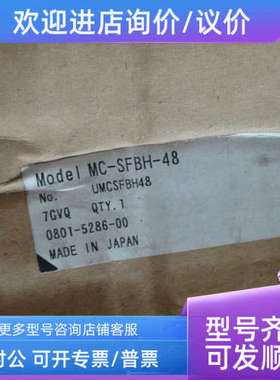 欢迎进店询价/议价
Model MC-SFBH-48
No. UMCSFBH48
7GVQ QTY.1
0801-5286-00
MADE IN JAPAN
更多型号咨询店铺客服
对公 可开专票/普票
型号齐
可发顺